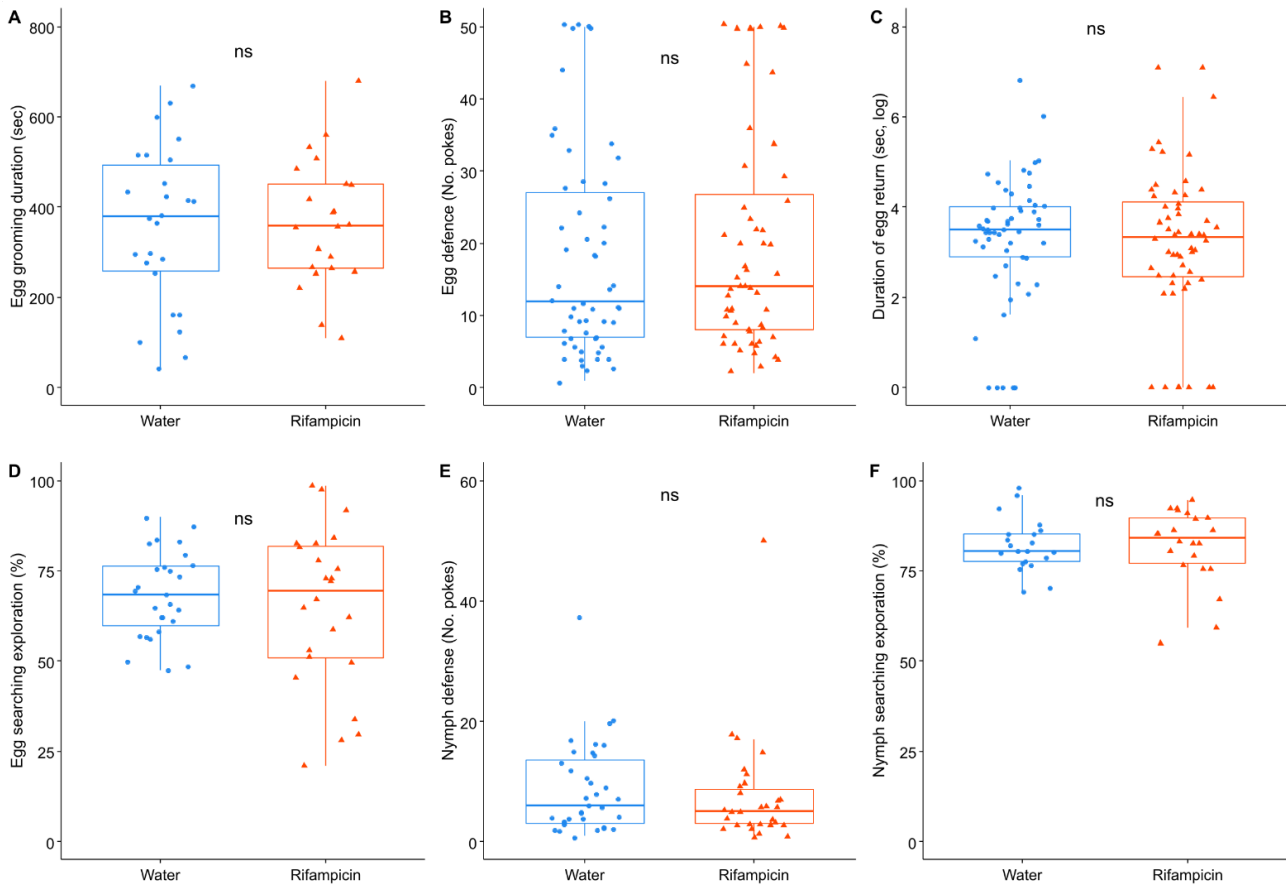 A
Egg grooming duration (sec)
800
600
400
200
0
ns
Water
Rifampicin
B
Egg defence (No. pokes)
50
40
30
20
10
0
ns
Water
Rifampicin
C
Duration of egg return (sec, log)
8
6
4
2
0
ns
Water
Rifampicin
D
Egg searching exploration (%)
100
75
50
25
0
ns
Water
Rifampicin
E
Nymph defense (No. pokes)
60
40
20
0
ns
Water
Rifampicin
F
Nymph searching exporation (%)
100
75
50
25
0
ns
Water
Rifampicin